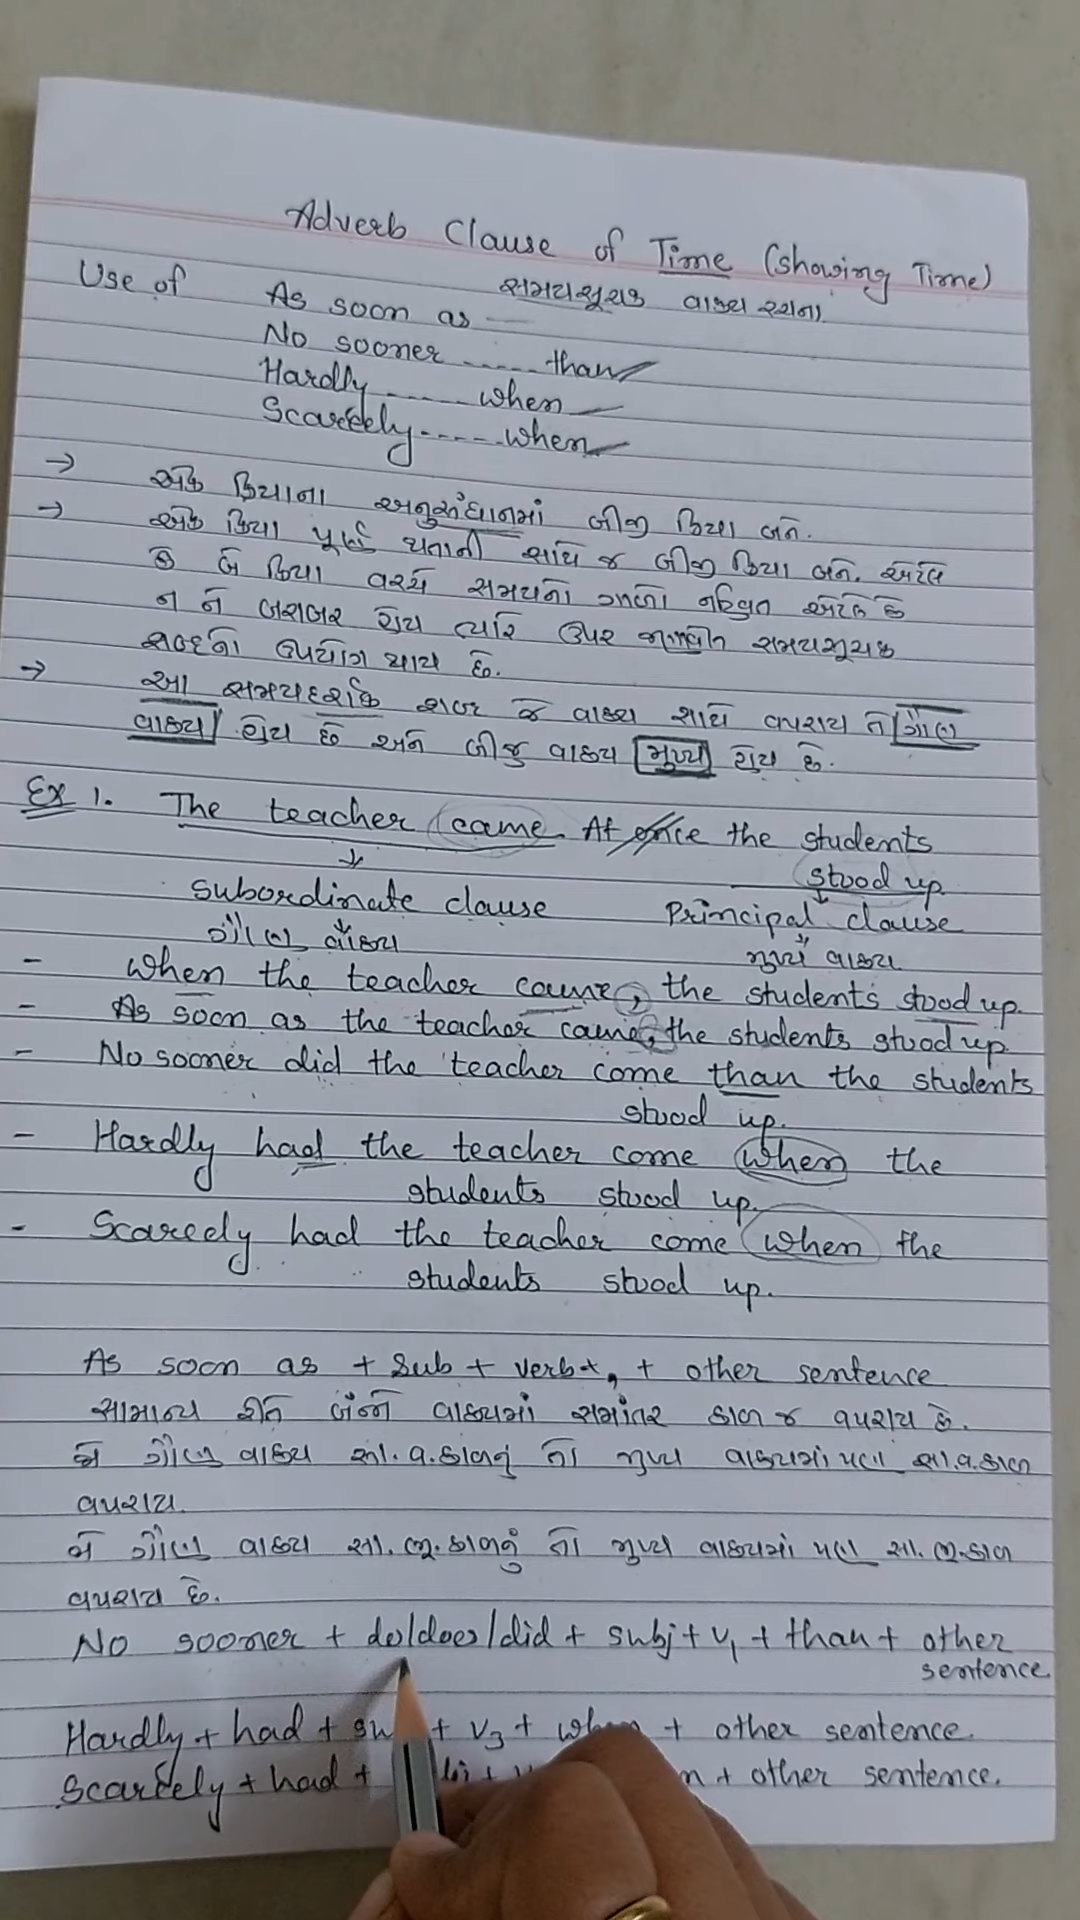 Adverb Clause of Time (showing Time)
સમયસૂચક વાક્ય રચના
Use of As soon as
No sooner ..... than
Hardly ...... when
Scarcely ..... when
→ એક ક્રિયાના અનુસંધાનમાં બીજી ક્રિયા બને.
→ એક ક્રિયા પૂર્ણ થતાની સાથે જ બીજી ક્રિયા બને. એટલે
કે બે ક્રિયા વચ્ચે સમયનો ગાળો નહિવત એટલે કે
ન ને બરાબર હોય ત્યારે ઉપર સમયસૂચક
શબ્દનો ઉપયોગ થાય છે.
→ આ સમયદર્શક શબ્દ જે વાક્ય સાથે વપરાય તે ગૌણ
વાક્ય હોય છે અને બીજુ વાક્ય મુખ્ય હોય છે.
Ex 1. The teacher came. At once the students
stood up.
subordinate clause Principal clause
ગૌણ વાક્ય મુખ્ય વાક્ય
- when the teacher came, the students stood up.
- As soon as the teacher came, the students stood up.
- No sooner did the teacher come than the students
stood up.
- Hardly had the teacher come when the
students stood up.
- Scarcely had the teacher come when the
students stood up.
As soon as + Sub + verb + , + other sentence
સામાન્ય રીતે બંને વાક્યમાં સમાંતર કાળ જ વપરાય છે.
જો ગૌણ વાક્ય સા. વ. કાળનું તો મુખ્ય વાક્યમાં પણ સા. વ. કાળ
વપરાય.
જો ગૌણ વાક્ય સા. ભૂ. કાળનું તો મુખ્ય વાક્યમાં પણ સા. ભૂ. કાળ
વપરાય છે.
No sooner + do/does/did + subj + v1 + than + other
sentence
Hardly + had + + v3 + when + other sentence.
Scarcely + had + + other sentence.